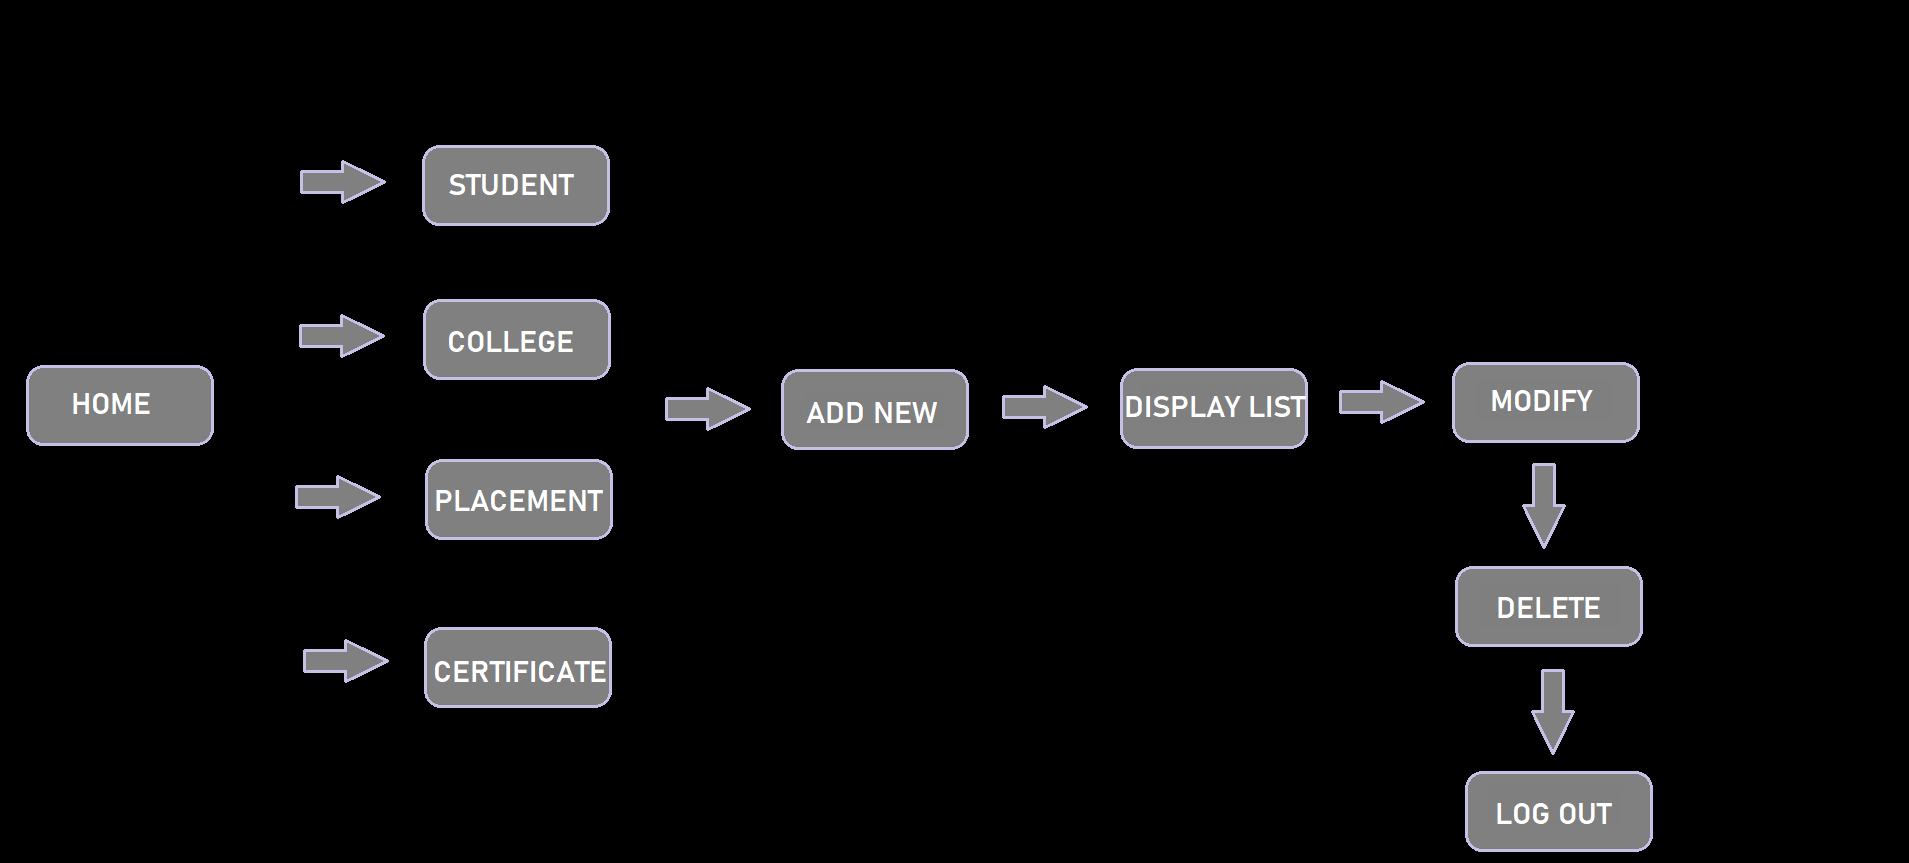 HOME
STUDENT
COLLEGE
PLACEMENT
CERTIFICATE
ADD NEW
DISPLAY LIST
MODIFY
DELETE
LOG OUT